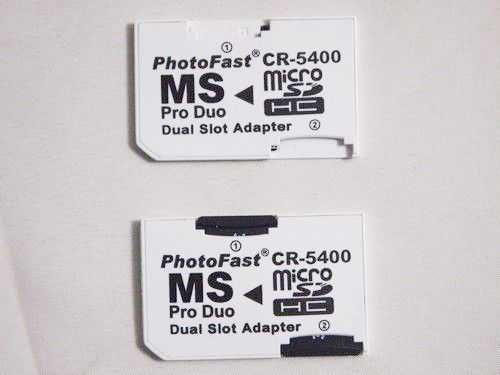 ①
PhotoFast® CR-5400
MS ◄ micro SD HC
Pro Duo
Dual Slot Adapter ②
①
PhotoFast® CR-5400
MS ◄ micro SD HC
Pro Duo
Dual Slot Adapter ②